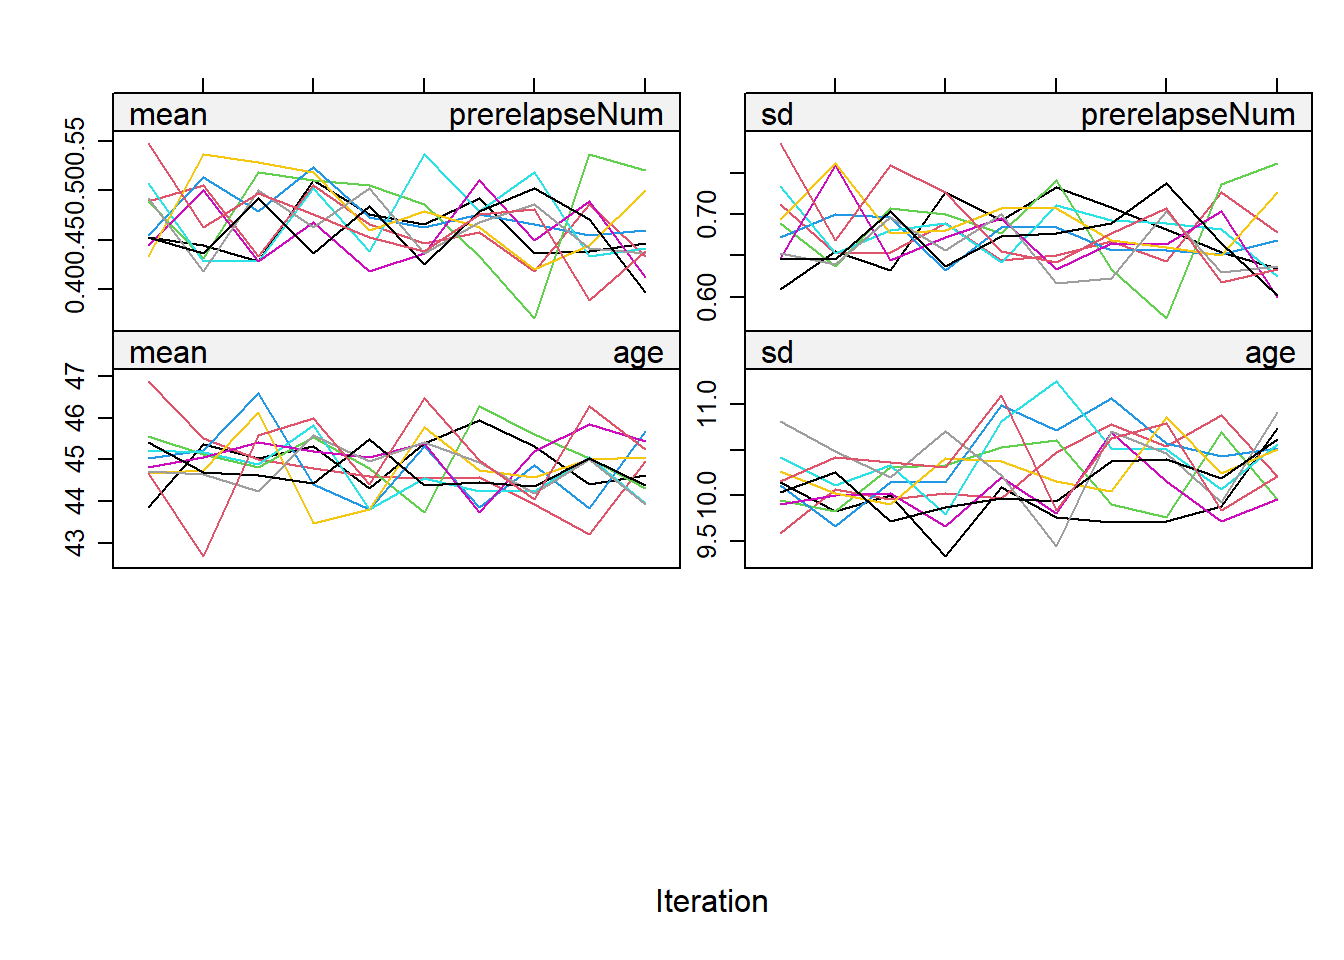 mean prerelapseNum
sd prerelapseNum
0.40 0.45 0.50 0.55
0.60 0.70
mean age
sd age
43 44 45 46 47
9.5 10.0 11.0
Iteration